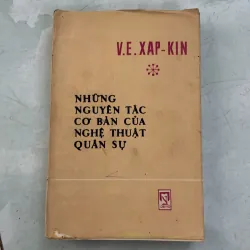 V.E. XAP-KIN
NHỮNG
NGUYÊN TẮC
CƠ BẢN CỦA
NGHỆ THUẬT
QUÂN SỰ